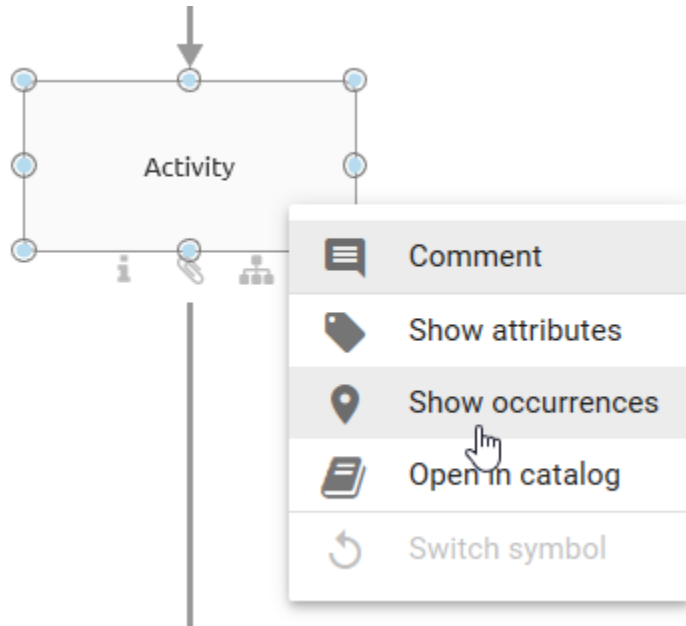 Activity
Comment
Show attributes
Show occurrences
Open in catalog
Switch symbol